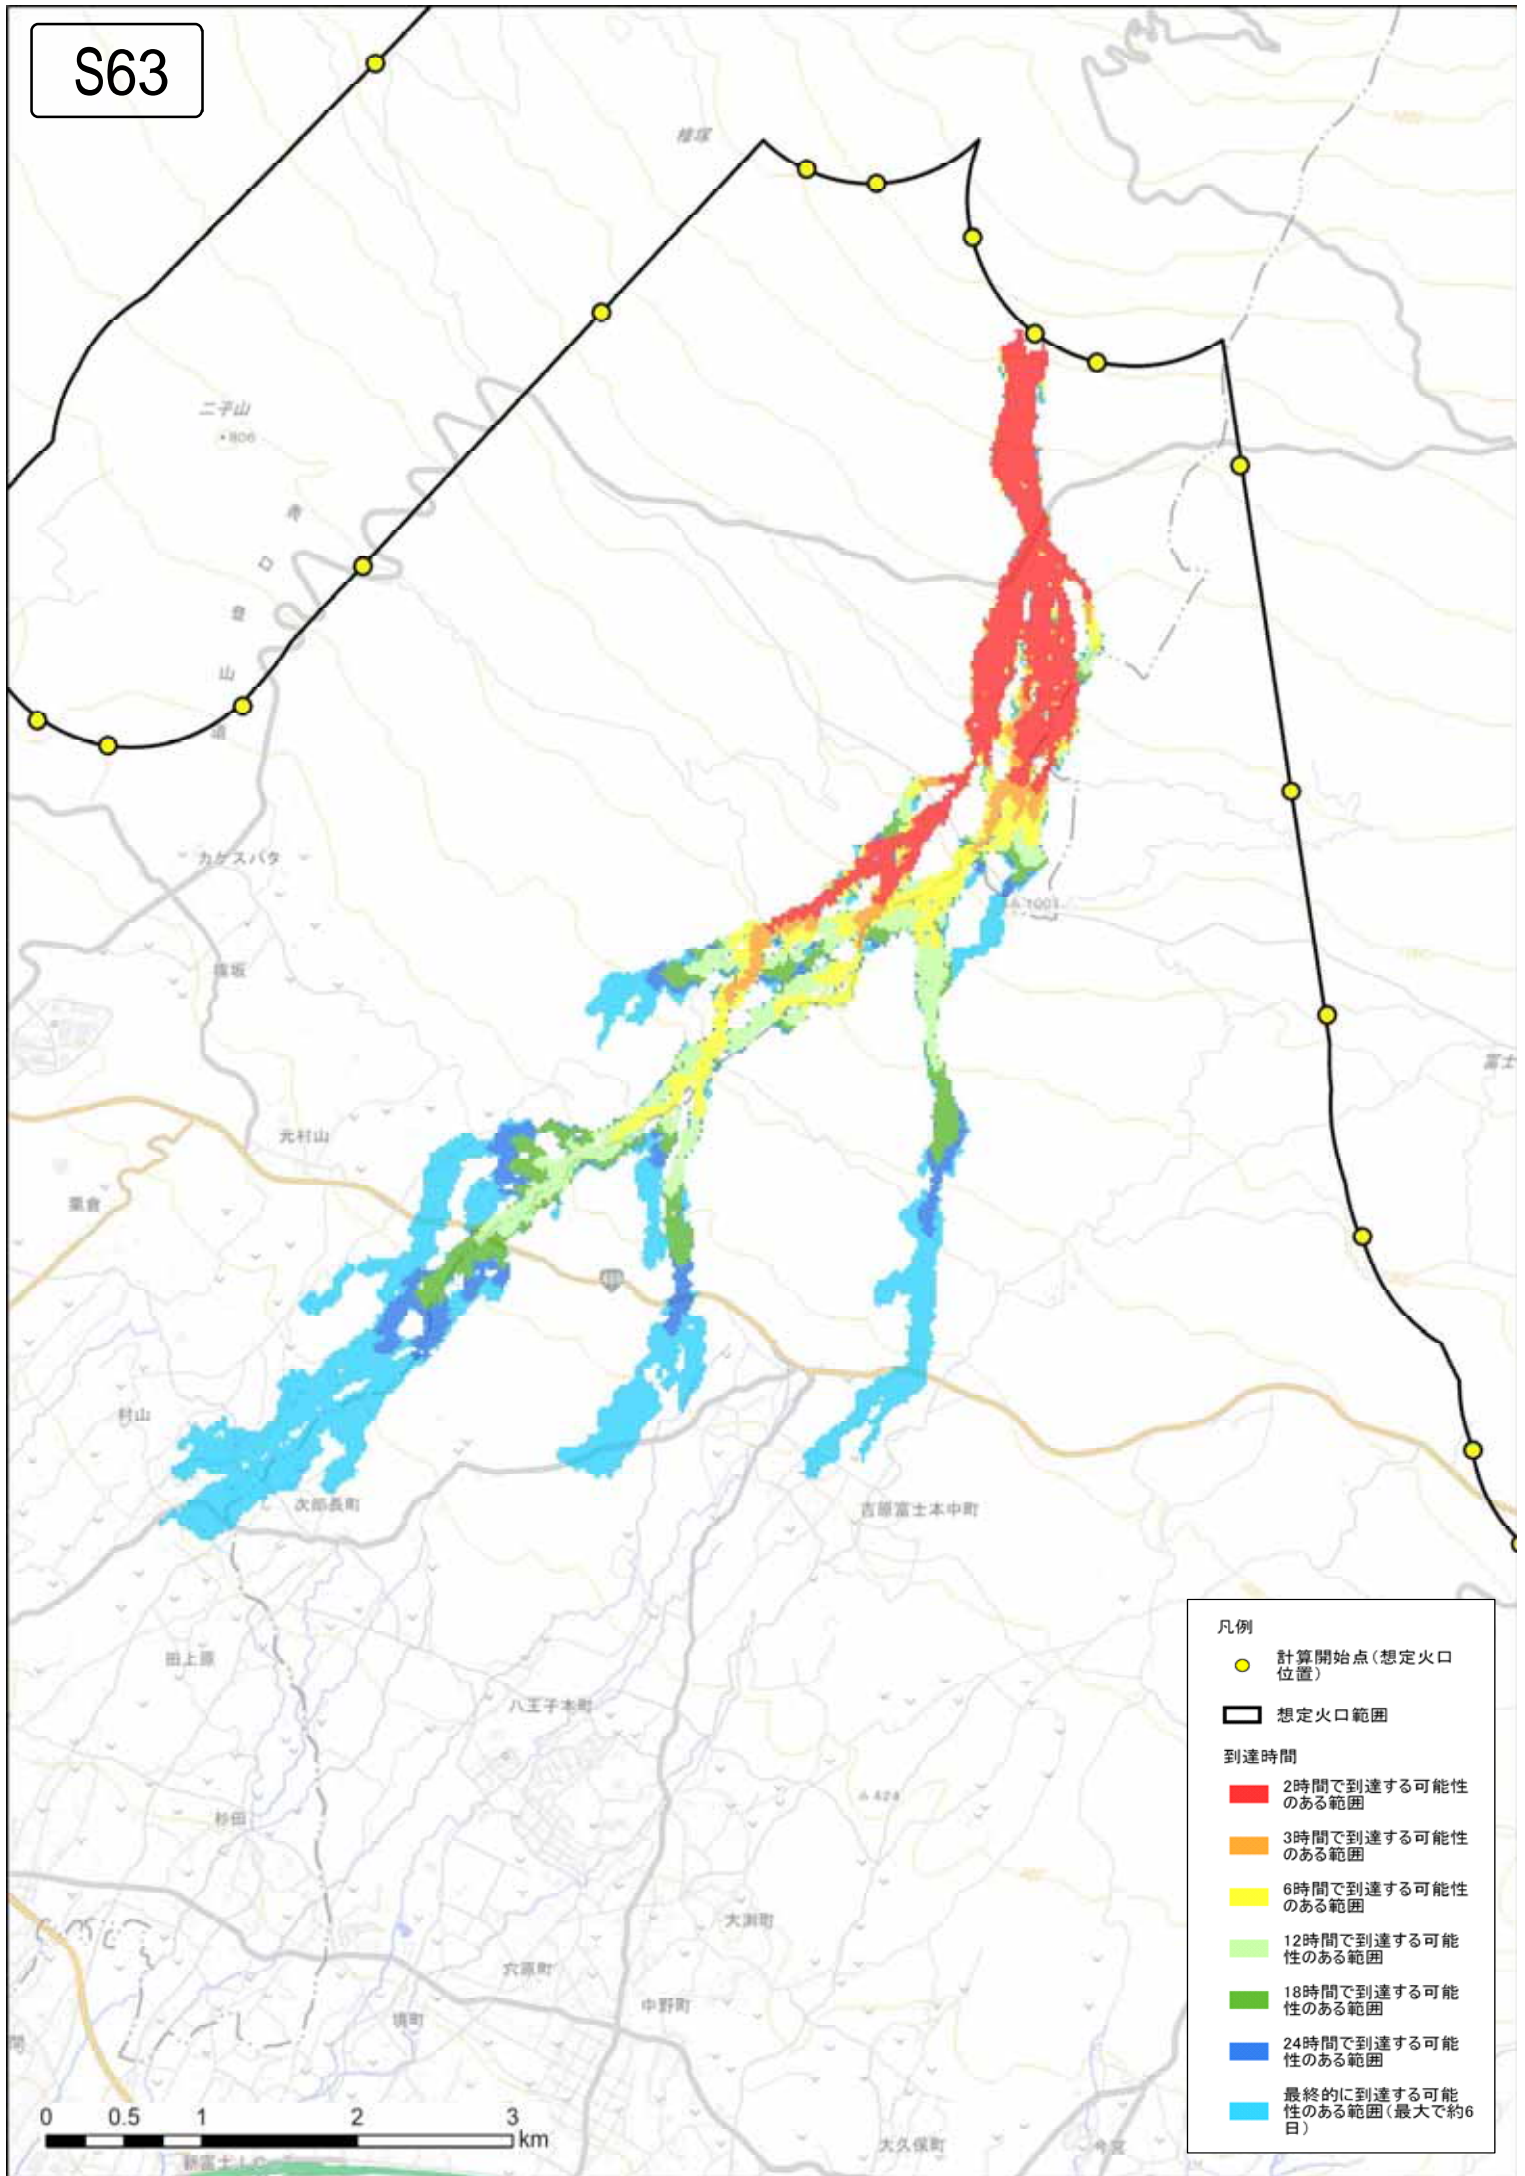 S63
二子山
・806
表
口
登
山
道
カケスバタ
元村山
粟倉
469
村山
次郎長町
吉原富士本中町
富士
田上原
八王子本町
424
杉田
大渕町
穴原町
中野町
境町
大久保町
今宮
新富士I.C.
0 0.5 1 2 3
km
凡例
計算開始点(想定火口
位置)
想定火口範囲
到達時間
2時間で到達する可能性
のある範囲
3時間で到達する可能性
のある範囲
6時間で到達する可能性
のある範囲
12時間で到達する可能
性のある範囲
18時間で到達する可能
性のある範囲
24時間で到達する可能
性のある範囲
最終的に到達する可能
性のある範囲(最大で約6
日)